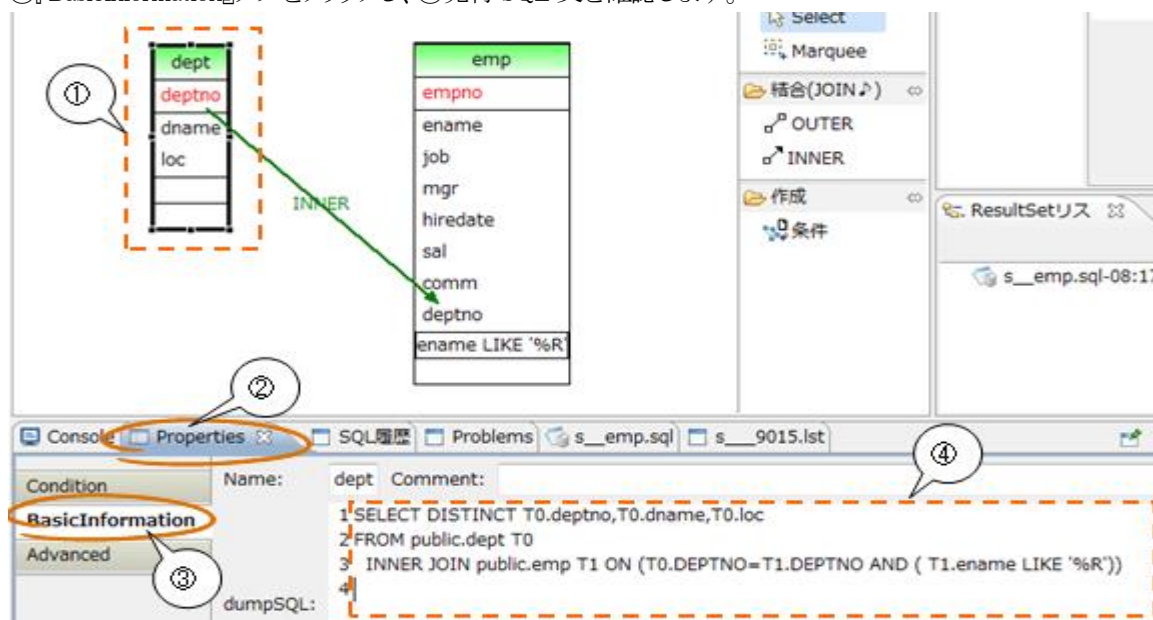 dept
deptno
dname
loc
①
INNER
emp
empno
ename
job
mgr
hiredate
sal
comm
deptno
ename LIKE '%R'
Select
Marquee
結合(JOIN♪)
OUTER
INNER
作成
条件
ResultSetリス
s__emp.sql-08:17
②
Console
Properties
SQL履歴
Problems
s__emp.sql
s___9015.lst
④
Condition
BasicInformation
Advanced
③
Name: dept Comment:
dumpSQL:
1 SELECT DISTINCT T0.deptno,T0.dname,T0.loc
2 FROM public.dept T0
3 INNER JOIN public.emp T1 ON (T0.DEPTNO=T1.DEPTNO AND ( T1.ename LIKE '%R'))
4